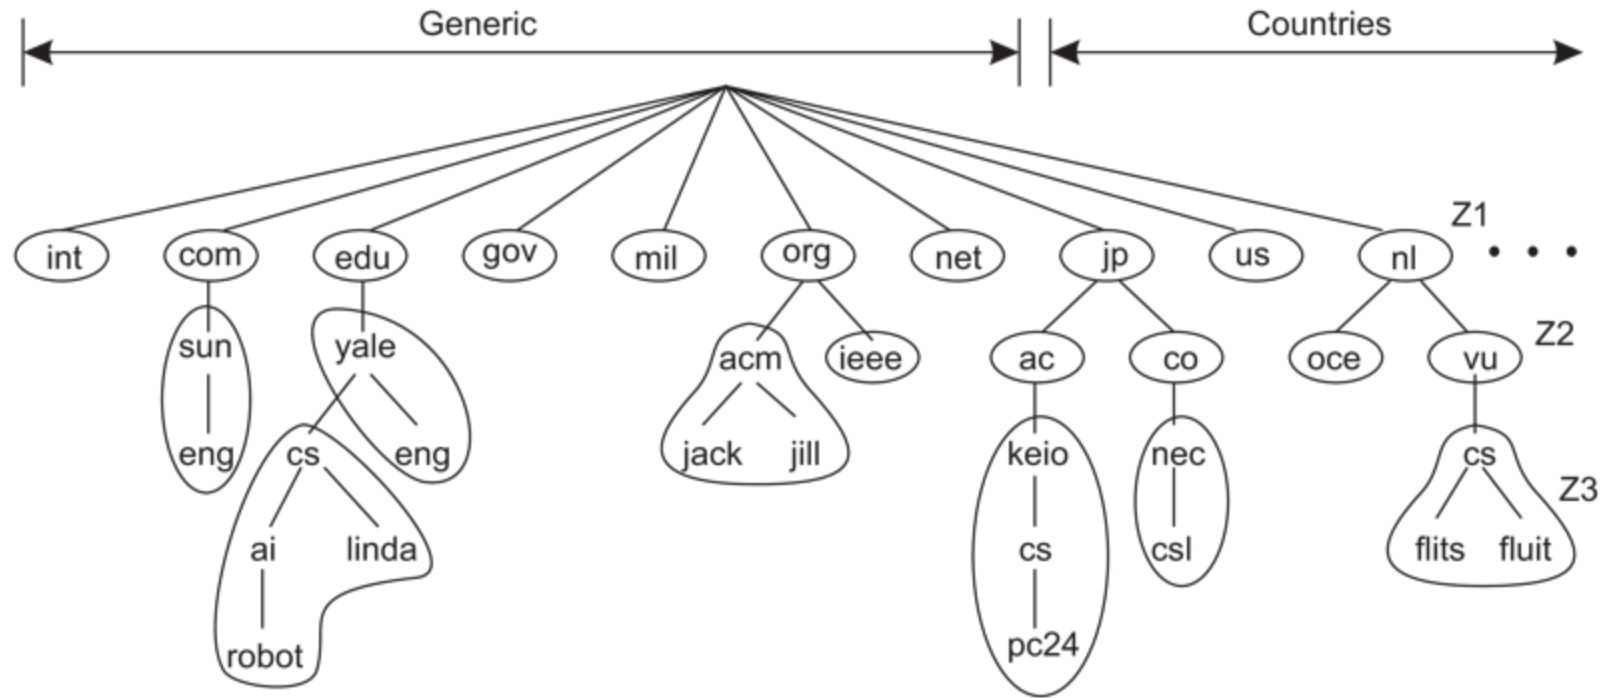 Generic Countries
Z1
int com edu gov mil org net jp us nl • • •
Z2
sun yale acm ieee ac co oce vu
eng cs eng jack jill keio nec cs
Z3
ai linda cs csl flits fluit
robot pc24